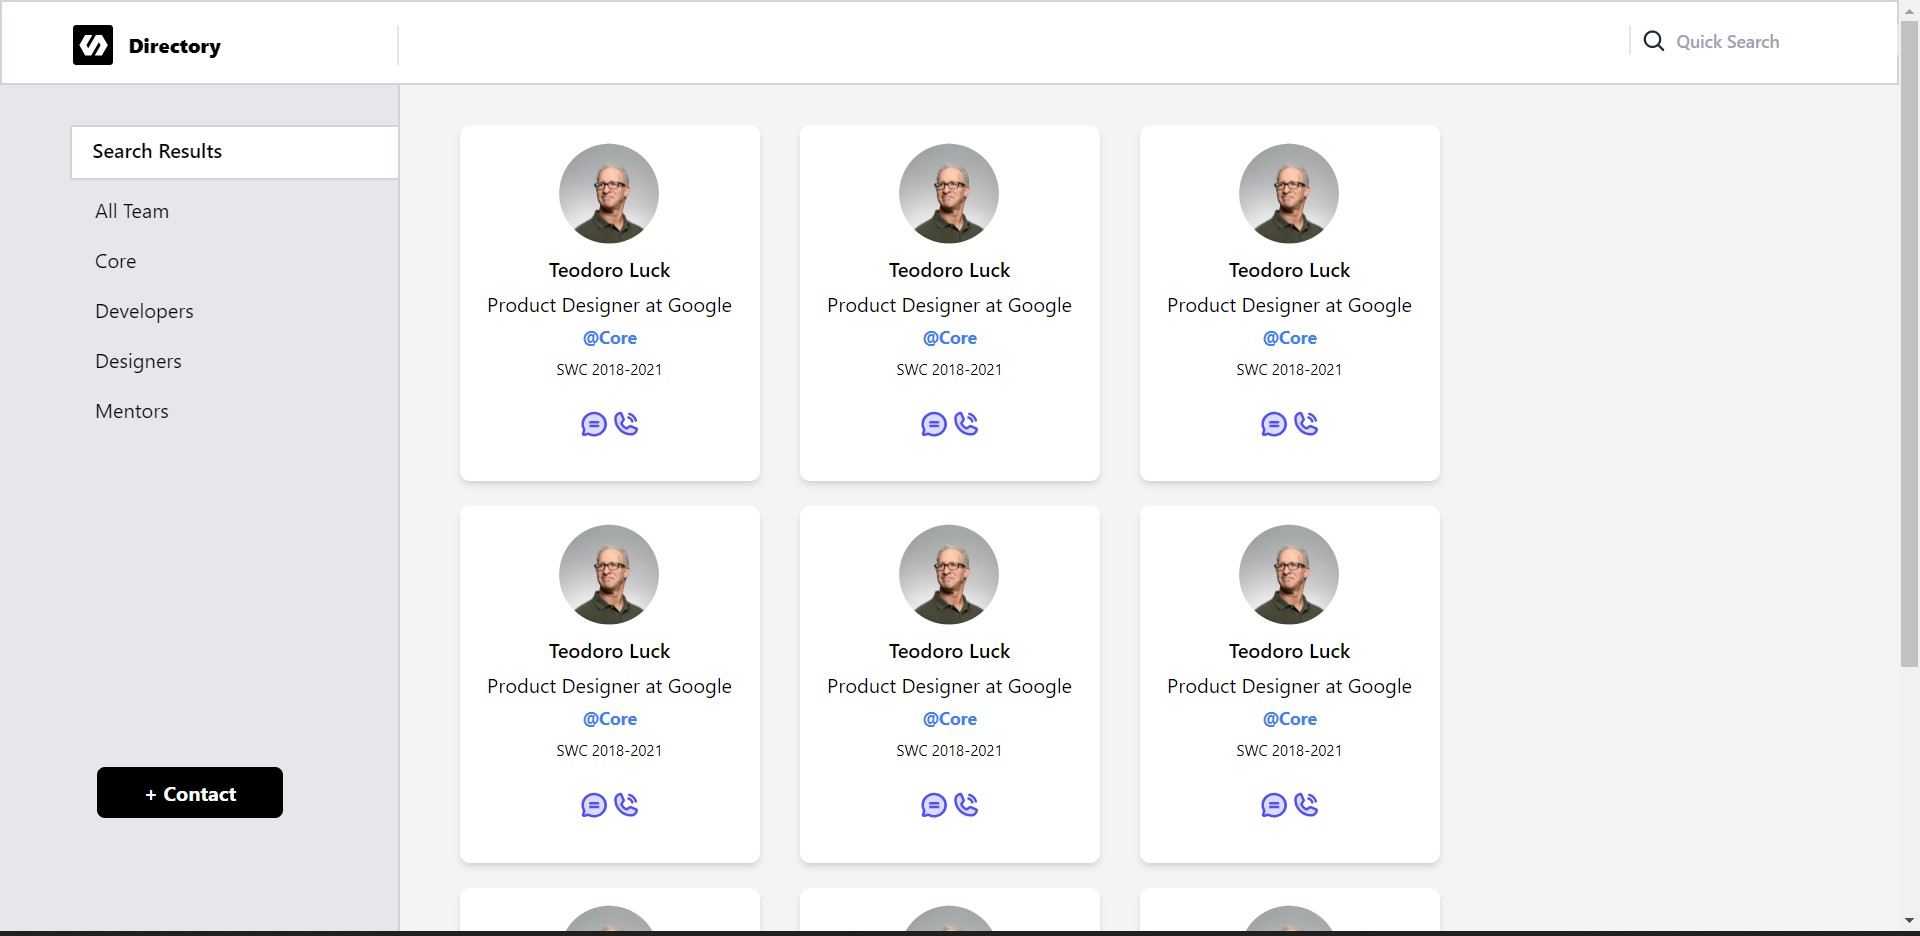 Directory
Quick Search
Search Results
All Team
Core
Developers
Designers
Mentors
+ Contact
Teodoro Luck
Product Designer at Google
@Core
SWC 2018-2021
Teodoro Luck
Product Designer at Google
@Core
SWC 2018-2021
Teodoro Luck
Product Designer at Google
@Core
SWC 2018-2021
Teodoro Luck
Product Designer at Google
@Core
SWC 2018-2021
Teodoro Luck
Product Designer at Google
@Core
SWC 2018-2021
Teodoro Luck
Product Designer at Google
@Core
SWC 2018-2021